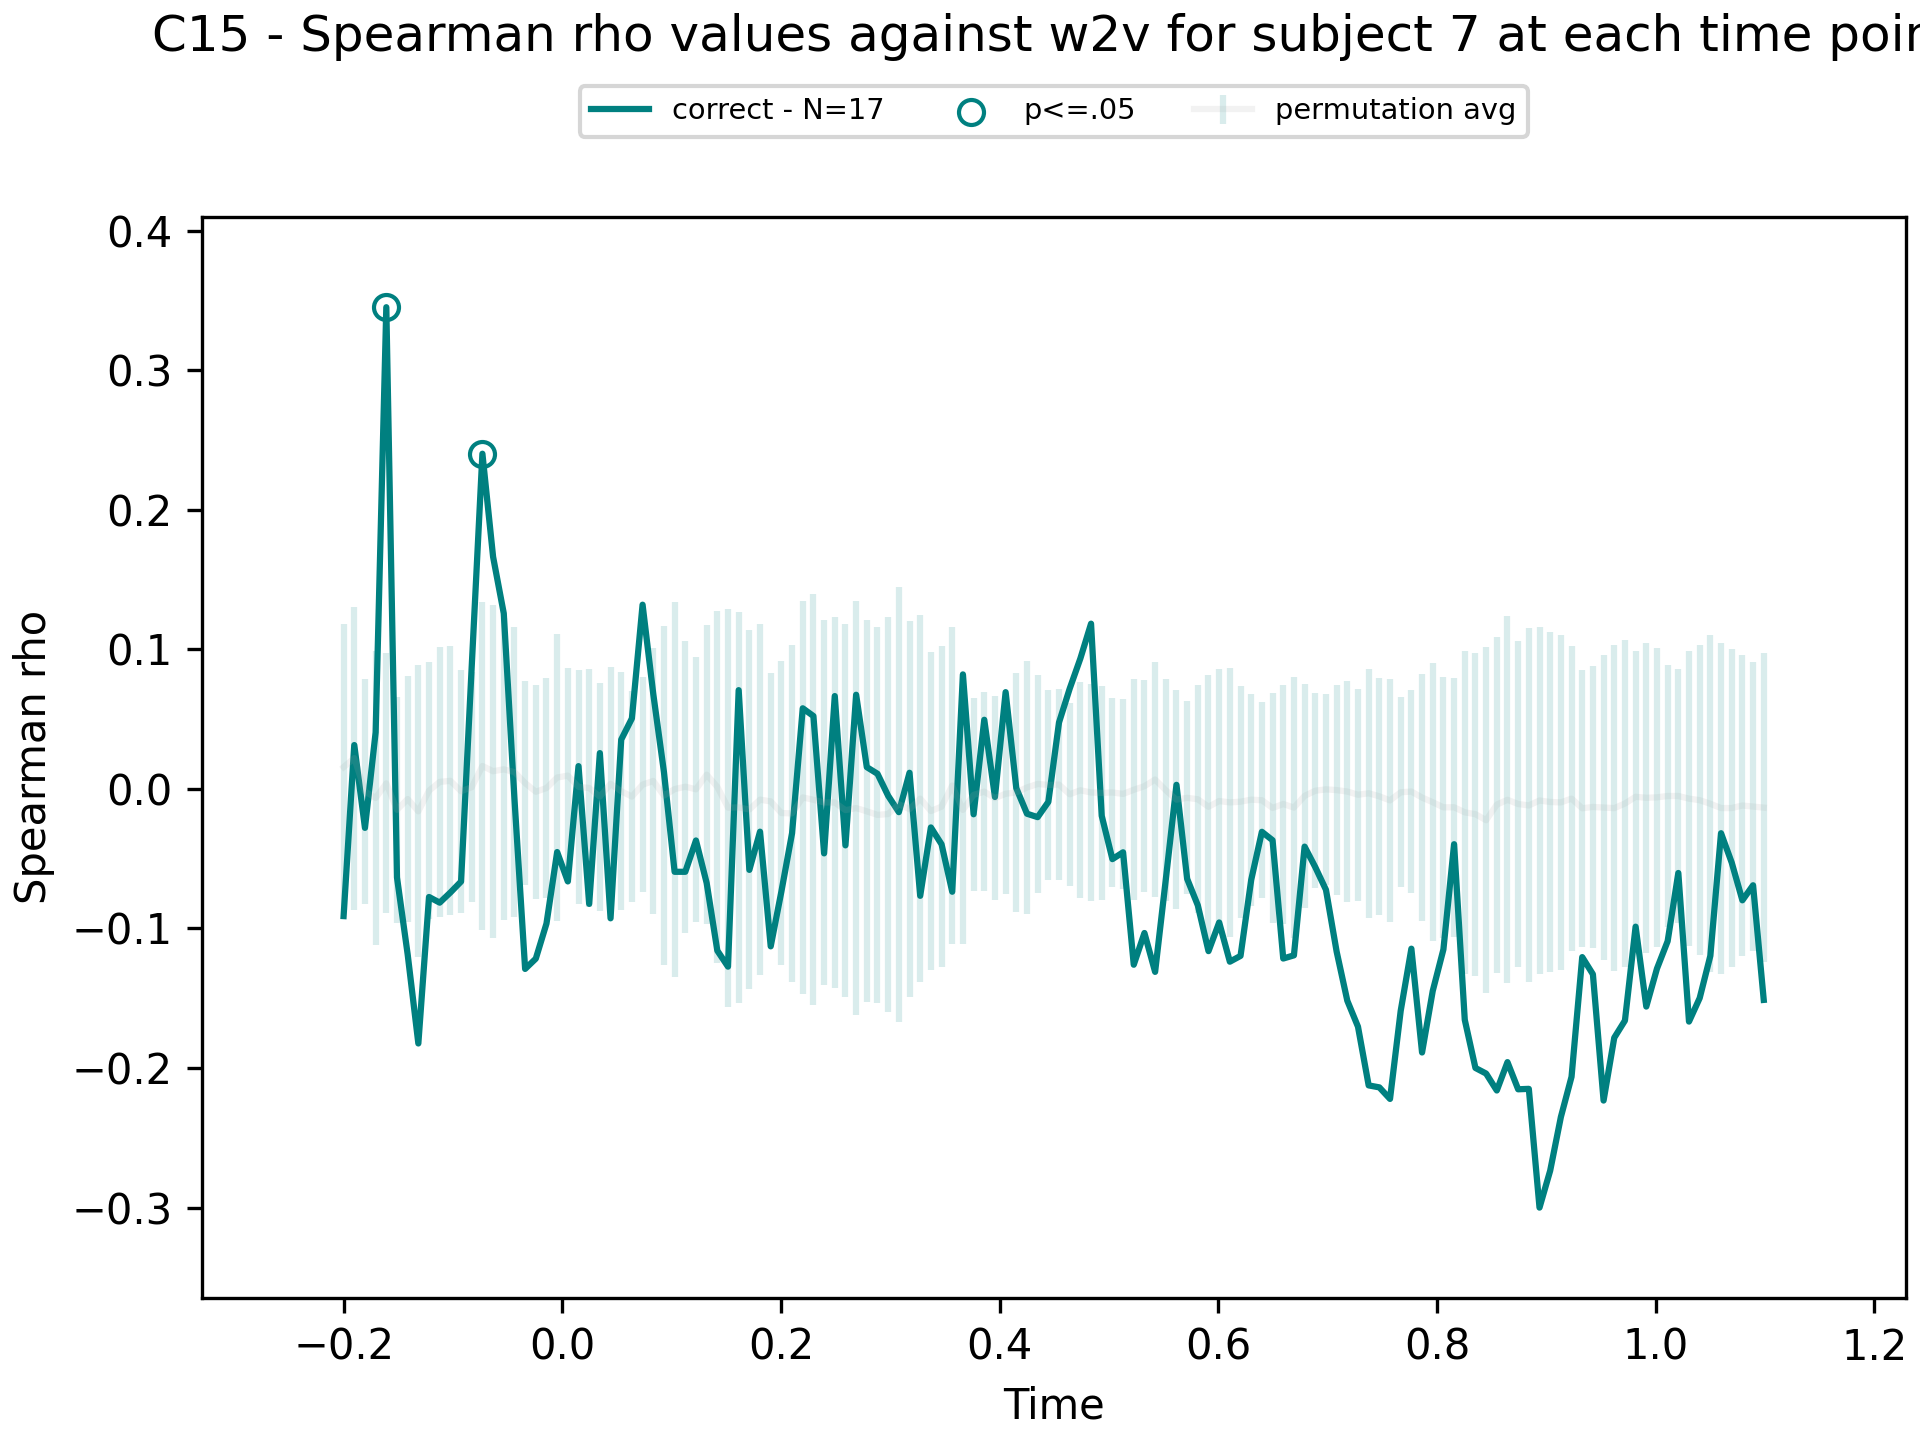 C15 - Spearman rho values against w2v for subject 7 at each time poin
correct - N=17 p<=.05 permutation avg
0.4
0.3
0.2
0.1
0.0
−0.1
−0.2
−0.3
Spearman rho
−0.2 0.0 0.2 0.4 0.6 0.8 1.0 1.2
Time